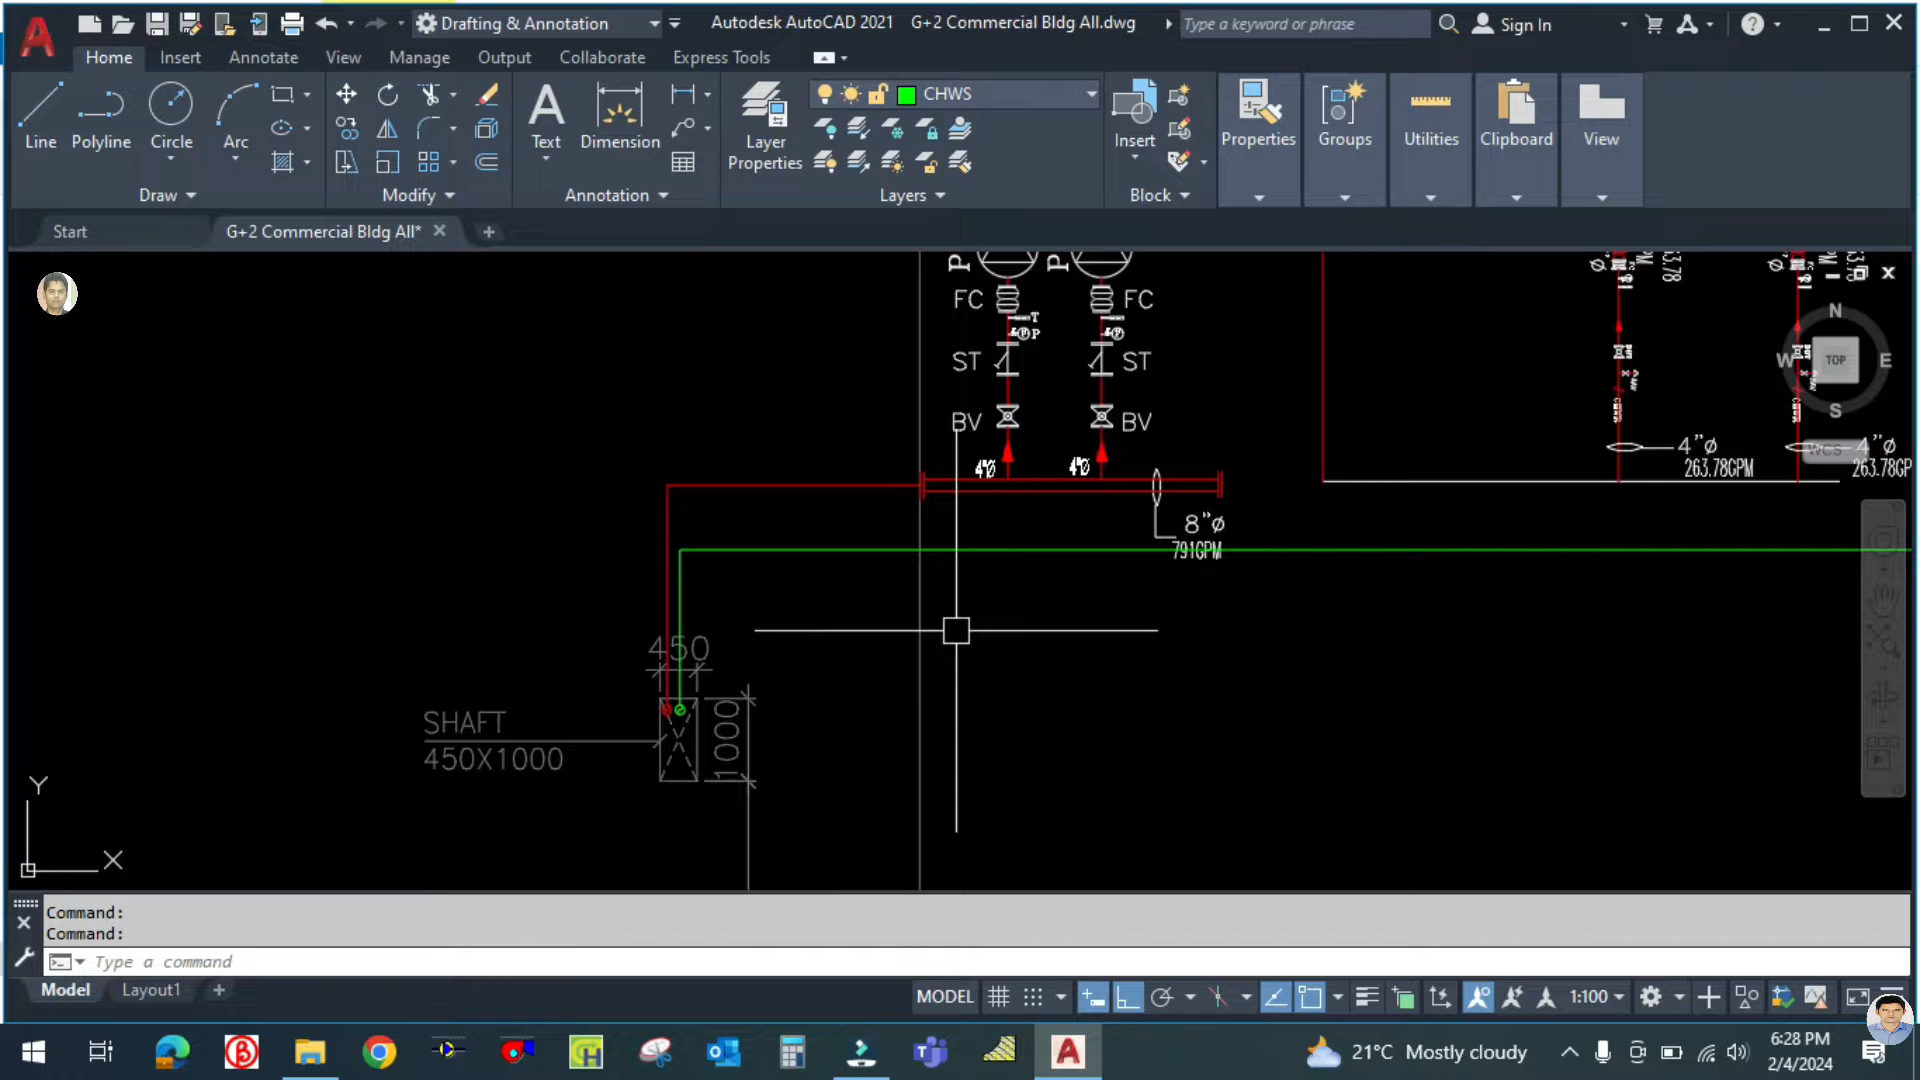 Drafting & Annotation
Autodesk AutoCAD 2021 G+2 Commercial Bldg All.dwg
Type a keyword or phrase
Sign In
Home Insert Annotate View Manage Output Collaborate Express Tools
CHWS
Line Polyline Circle Arc
Text Dimension
Layer Properties
Insert
Properties Groups Utilities Clipboard View
Draw Modify Annotation Layers Block
Start G+2 Commercial Bldg All*
P P
FC FC
T
P
ST ST
BV BV
4"Ø 4"Ø
8"Ø
791GPM
4"Ø 4"Ø
263.78GPM 263.78GP
N
W TOP E
S
WCS
450
1000
SHAFT
450X1000
Y
X
Command:
Command:
Type a command
Model Layout1
MODEL
1:100
21°C Mostly cloudy
6:28 PM
2/4/2024